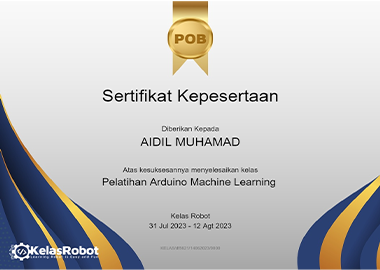 POB
Sertifikat Kepesertaan
Diberikan Kepada
AIDIL MUHAMAD
Atas kesuksesannya menyelesaikan kelas
Pelatihan Arduino Machine Learning
Kelas Robot
31 Jul 2023 - 12 Agt 2023
KelasRobot
Learning Robot is Easy and Fun